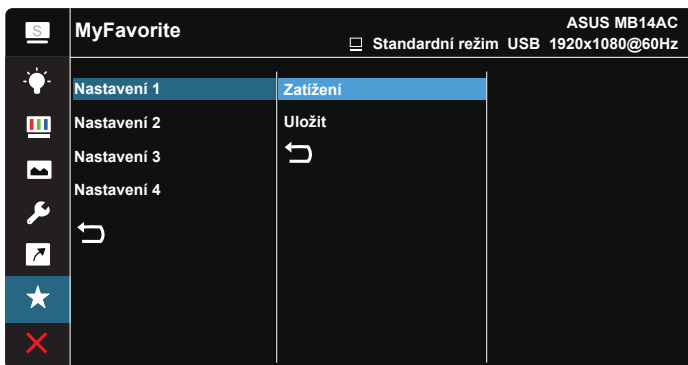 S
MyFavorite
ASUS MB14AC
Standardní režim USB 1920x1080@60Hz
Nastavení 1
Zatížení
Nastavení 2
Uložit
Nastavení 3
Nastavení 4